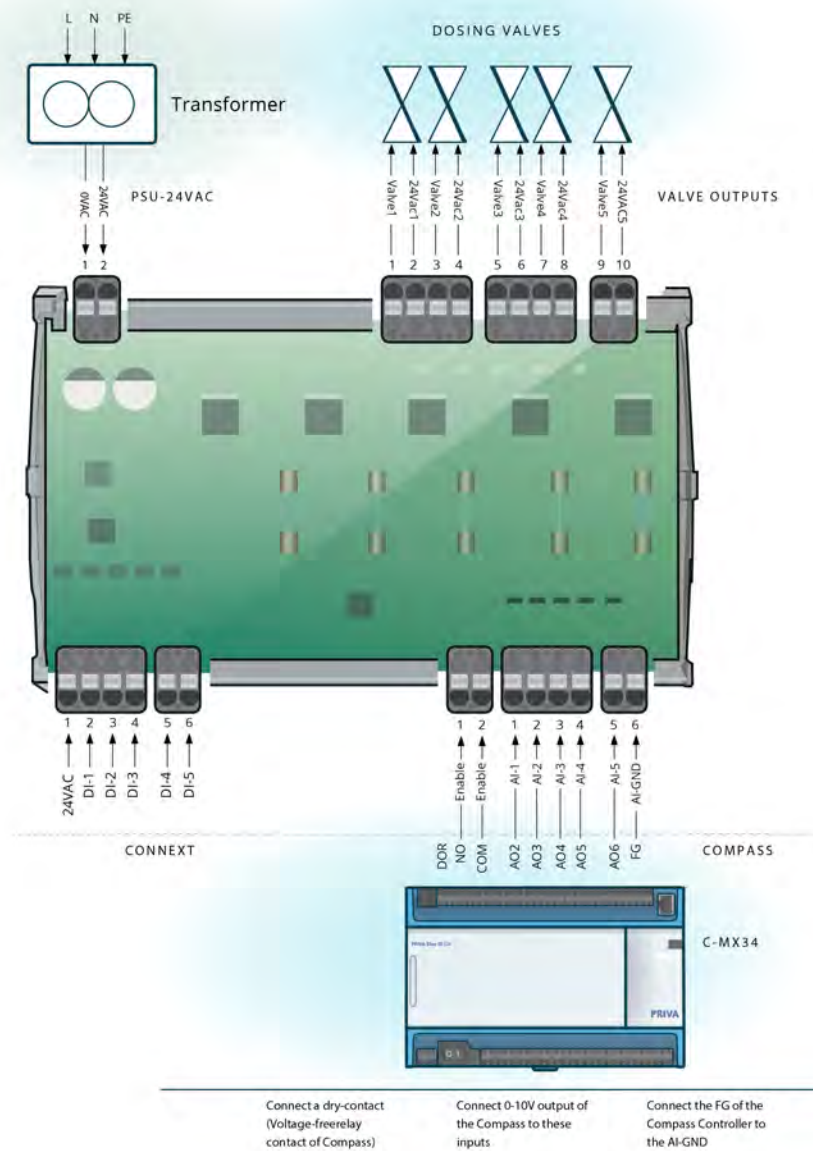 L N PE
DOSING VALVES
Transformer
0VAC
24VAC
PSU-24VAC
Valve1
24Vac1
Valve2
24Vac2
Valve3
24Vac3
Valve4
24Vac4
Valve5
24VAC5
VALVE OUTPUTS
1 2
1 2 3 4
5 6 7 8
9 10
1 2 3 4
5 6
1 2
1 2 3 4
5 6
24VAC
DI-1
DI-2
DI-3
DI-4
DI-5
Enable
Enable
AI-1
AI-2
AI-3
AI-4
AI-5
AI-GND
CONNEXT
DOR
NO
COM
AO2
AO3
AO4
AO5
AO6
FG
COMPASS
C-MX34
PRIVA
Connect a dry-contact
(Voltage-freerelay
contact of Compass)
Connect 0-10V output of
the Compass to these
inputs
Connect the FG of the
Compass Controller to
the AI-GND